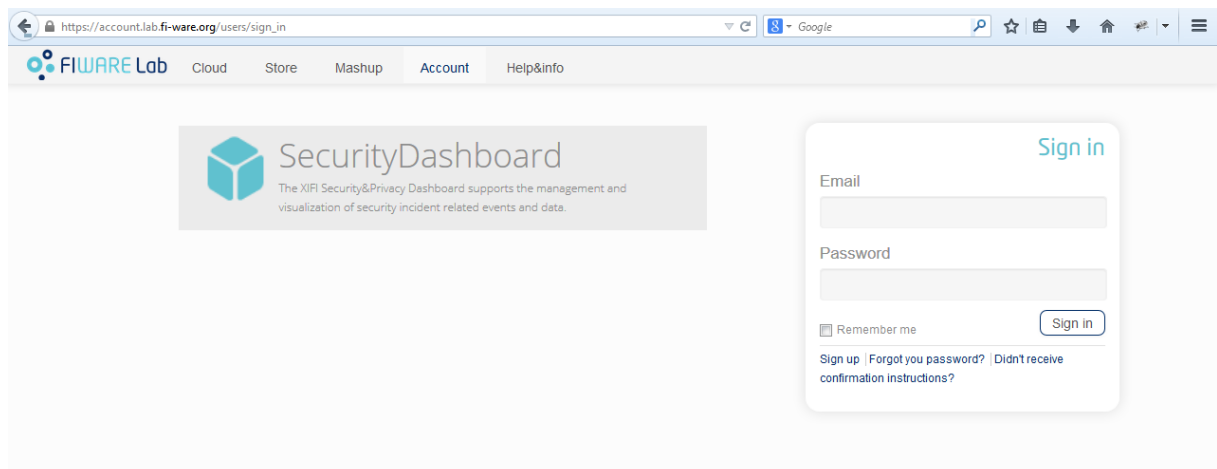 https://account.lab.fi-ware.org/users/sign_in
8 Google
FIWARE Lab Cloud Store Mashup Account Help&info
SecurityDashboard
The XIFI Security&Privacy Dashboard supports the management and
visualization of security incident related events and data.
Sign in
Email
Password
Remember me
Sign in
Sign up | Forgot you password? | Didn't receive
confirmation instructions?